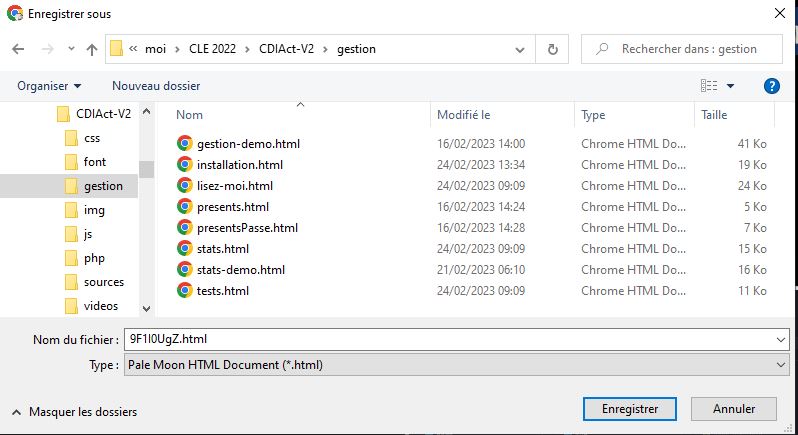 Enregistrer sous
« moi > CLE 2022 > CDIAct-V2 > gestion
Rechercher dans : gestion
Organiser Nouveau dossier ?
CDIAct-V2
css
font
gestion
img
js
php
sources
videos
Nom Modifié le Type Taille
gestion-demo.html 16/02/2023 14:00 Chrome HTML Do... 41 Ko
installation.html 24/02/2023 13:34 Chrome HTML Do... 19 Ko
lisez-moi.html 24/02/2023 09:09 Chrome HTML Do... 24 Ko
presents.html 16/02/2023 14:24 Chrome HTML Do... 5 Ko
presentsPasse.html 16/02/2023 14:28 Chrome HTML Do... 7 Ko
stats.html 24/02/2023 09:09 Chrome HTML Do... 15 Ko
stats-demo.html 21/02/2023 06:10 Chrome HTML Do... 16 Ko
tests.html 24/02/2023 09:09 Chrome HTML Do... 11 Ko
Nom du fichier : 9F1I0UgZ.html
Type : Pale Moon HTML Document (*.html)
Masquer les dossiers Enregistrer Annuler